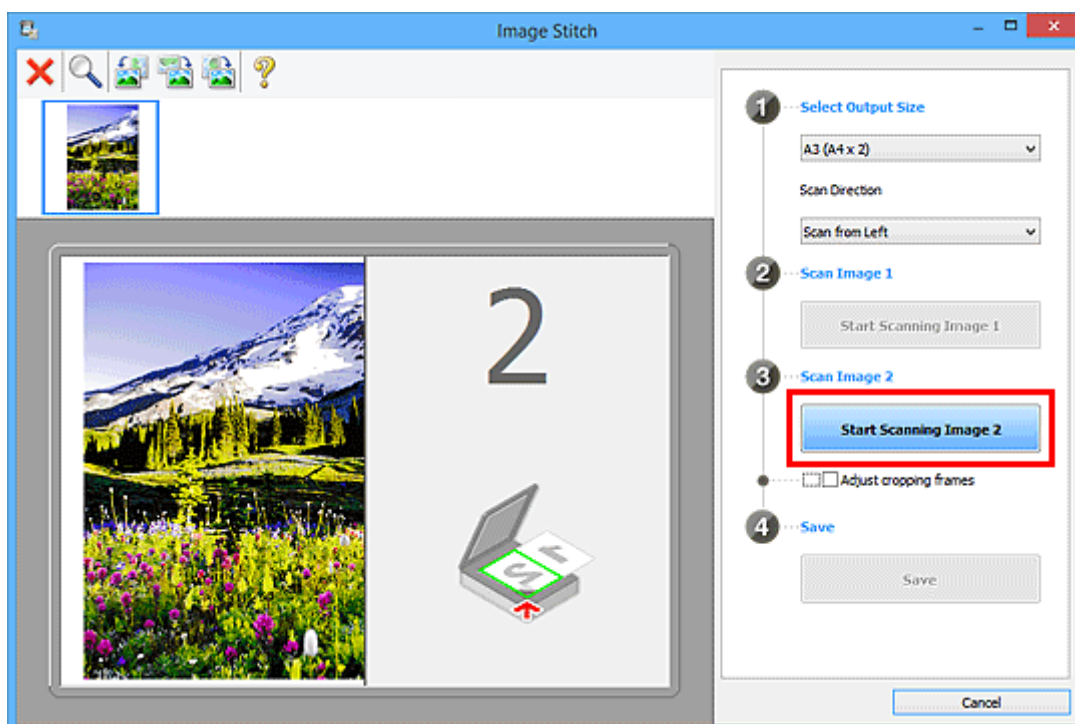 Image Stitch
1 Select Output Size
A3 (A4 x 2)
Scan Direction
Scan from Left
2 Scan Image 1
Start Scanning Image 1
3 Scan Image 2
Start Scanning Image 2
Adjust cropping frames
4 Save
Save
Cancel
2
1
2